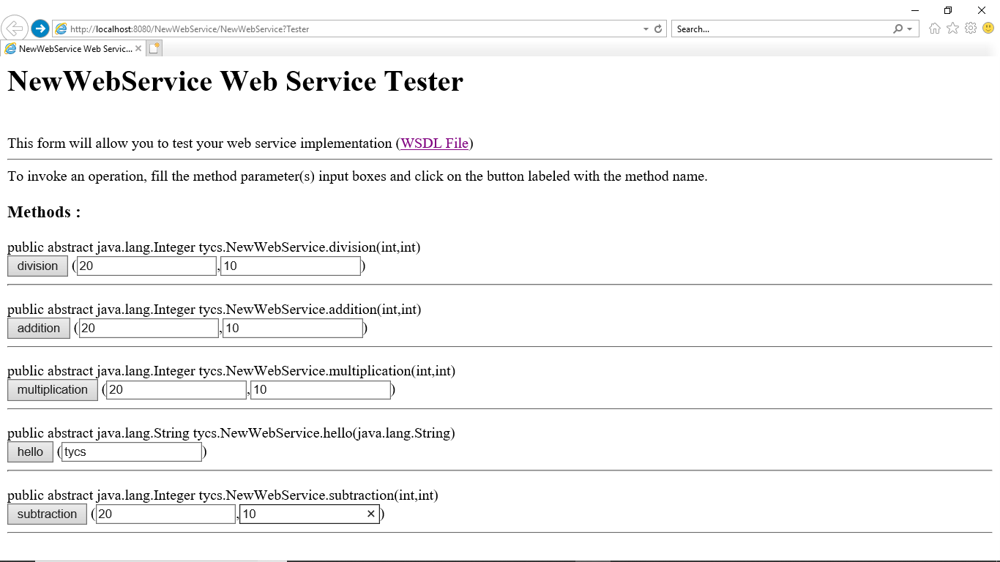 http://localhost:8080/NewWebService/NewWebService?Tester
Search...
NewWebService Web Servic...
NewWebService Web Service Tester
This form will allow you to test your web service implementation (WSDL File)
To invoke an operation, fill the method parameter(s) input boxes and click on the button labeled with the method name.
Methods :
public abstract java.lang.Integer tycs.NewWebService.division(int,int)
division (20,10)
public abstract java.lang.Integer tycs.NewWebService.addition(int,int)
addition (20,10)
public abstract java.lang.Integer tycs.NewWebService.multiplication(int,int)
multiplication (20,10)
public abstract java.lang.String tycs.NewWebService.hello(java.lang.String)
hello (tycs)
public abstract java.lang.Integer tycs.NewWebService.subtraction(int,int)
subtraction (20,10)